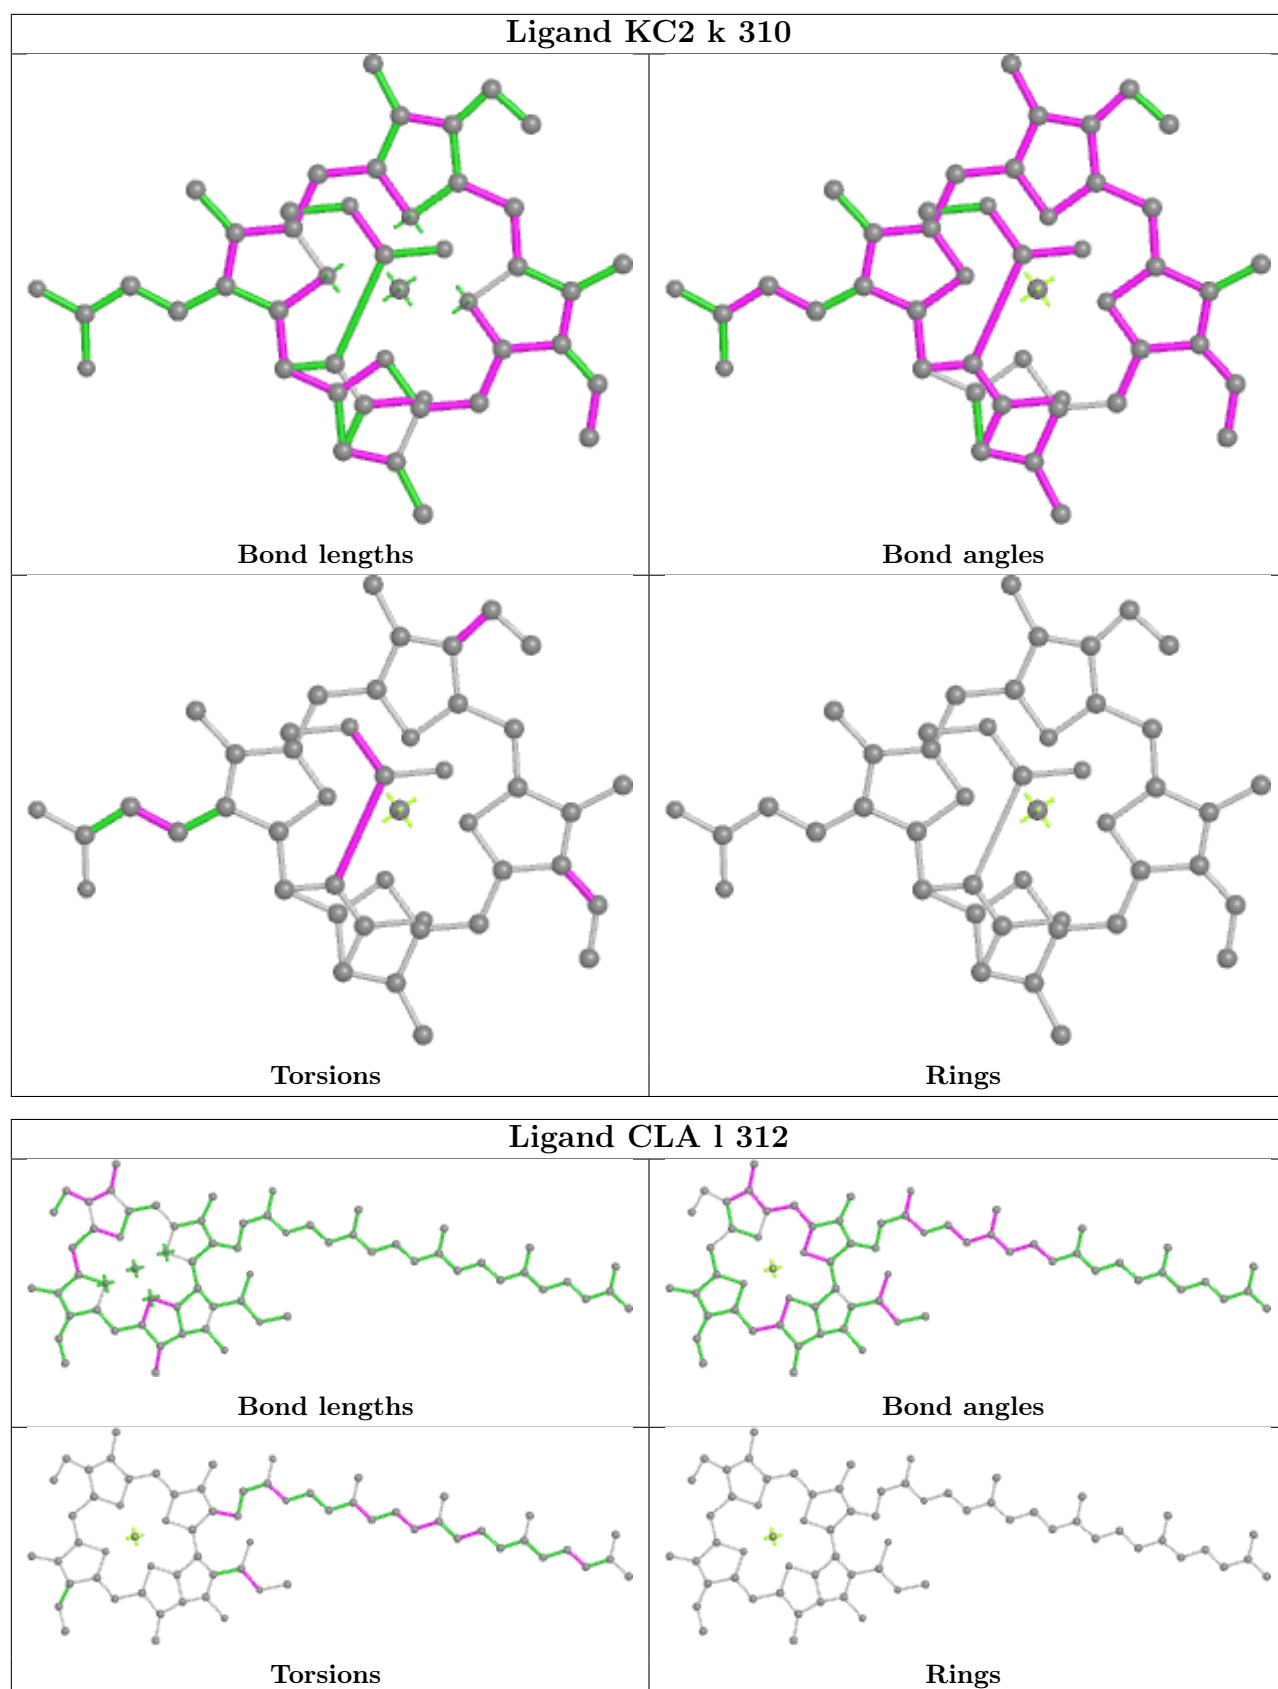 Ligand KC2 k 310
Bond lengths
Bond angles
Torsions
Rings
Ligand CLA l 312
Bond lengths
Bond angles
Torsions
Rings